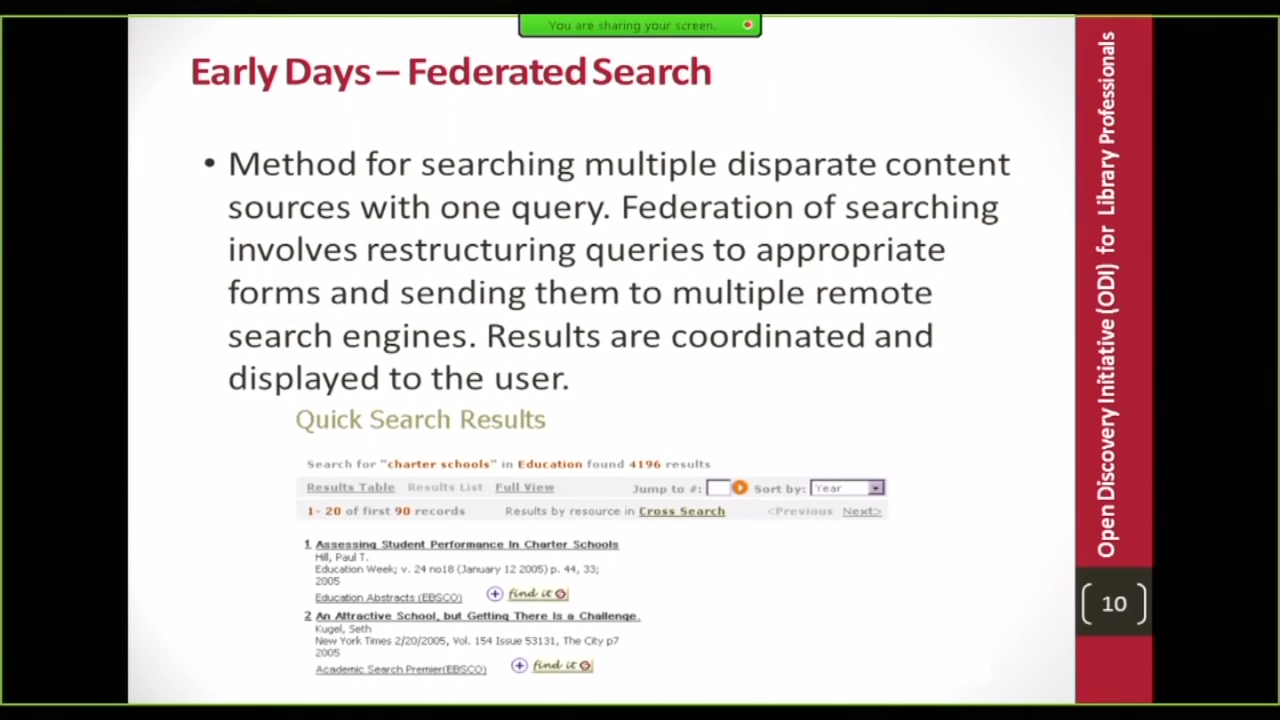 You are sharing your screen.
Early Days – Federated Search
• Method for searching multiple disparate content
sources with one query. Federation of searching
involves restructuring queries to appropriate
forms and sending them to multiple remote
search engines. Results are coordinated and
displayed to the user.
Quick Search Results
Search for "charter schools" in Education found 4196 results
Results Table Results List Full View Jump to #: Sort by: Year
1- 20 of first 90 records Results by resource in Cross Search <Previous Next>
1 Assessing Student Performance In Charter Schools
Hill, Paul T.
Education Week; v. 24 no18 (January 12 2005) p. 44, 33;
2005
Education Abstracts (EBSCO) find it
2 An Attractive School, but Getting There Is a Challenge.
Kugel, Seth
New York Times 2/20/2005, Vol. 154 Issue 53131, The City p7
2005
Academic Search Premier(EBSCO) find it
Open Discovery Initiative (ODI) for Library Professionals
10